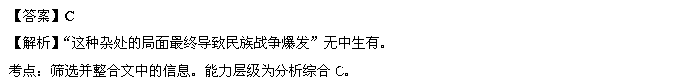 【答案】C
【解析】“这种杂处的局面最终导致民族战争爆发”无中生有。
考点：筛选并整合文中的信息。能力层级为分析综合 C。